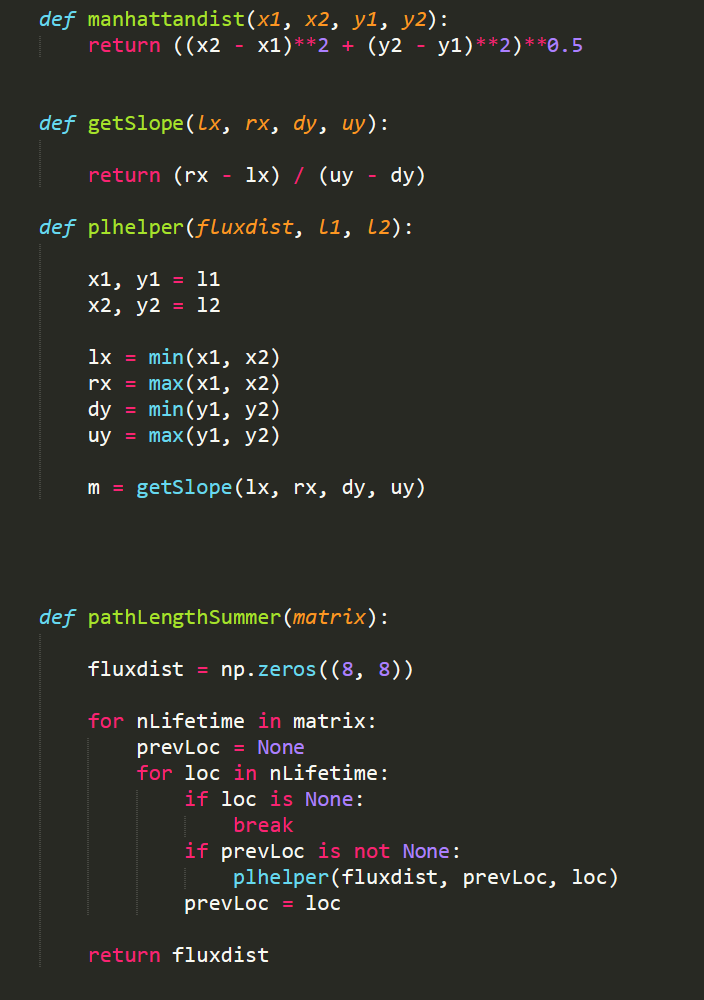 def manhattandist(x1, x2, y1, y2):
    return ((x2 - x1)**2 + (y2 - y1)**2)**0.5
def getSlope(lx, rx, dy, uy):
    return (rx - lx) / (uy - dy)
def plhelper(fluxdist, l1, l2):
    x1, y1 = l1
    x2, y2 = l2
    lx = min(x1, x2)
    rx = max(x1, x2)
    dy = min(y1, y2)
    uy = max(y1, y2)
    m = getSlope(lx, rx, dy, uy)
def pathLengthSummer(matrix):
    fluxdist = np.zeros((8, 8))
    for nLifetime in matrix:
        prevLoc = None
        for loc in nLifetime:
            if loc is None:
                break
            if prevLoc is not None:
                plhelper(fluxdist, prevLoc, loc)
            prevLoc = loc
    return fluxdist